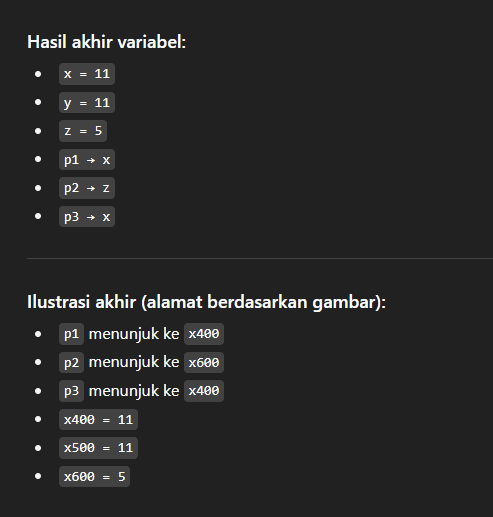 Hasil akhir variabel:
• x = 11
• y = 11
• z = 5
• p1 → x
• p2 → z
• p3 → x
Ilustrasi akhir (alamat berdasarkan gambar):
• p1 menunjuk ke x400
• p2 menunjuk ke x600
• p3 menunjuk ke x400
• x400 = 11
• x500 = 11
• x600 = 5